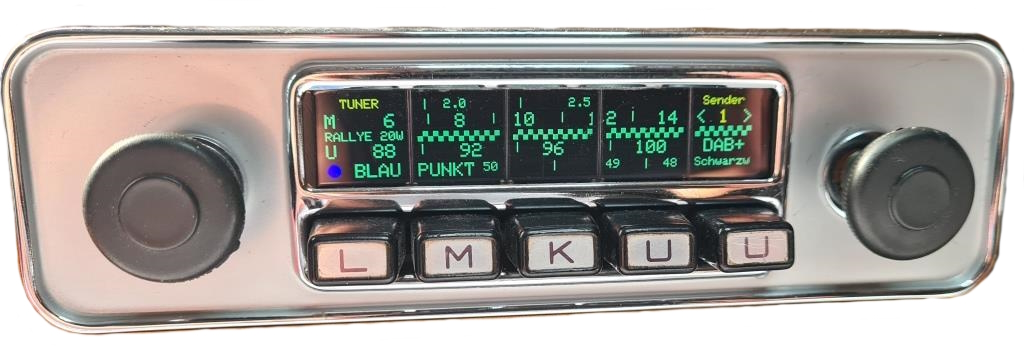 TUNER 2.0 2.5 Sender
M 6 8 10 1 2 14 < 1 >
RALLYE 20W
U 88 92 96 100 DAB+
BLAU PUNKT 50 49 48 Schwarzw
L M K U U